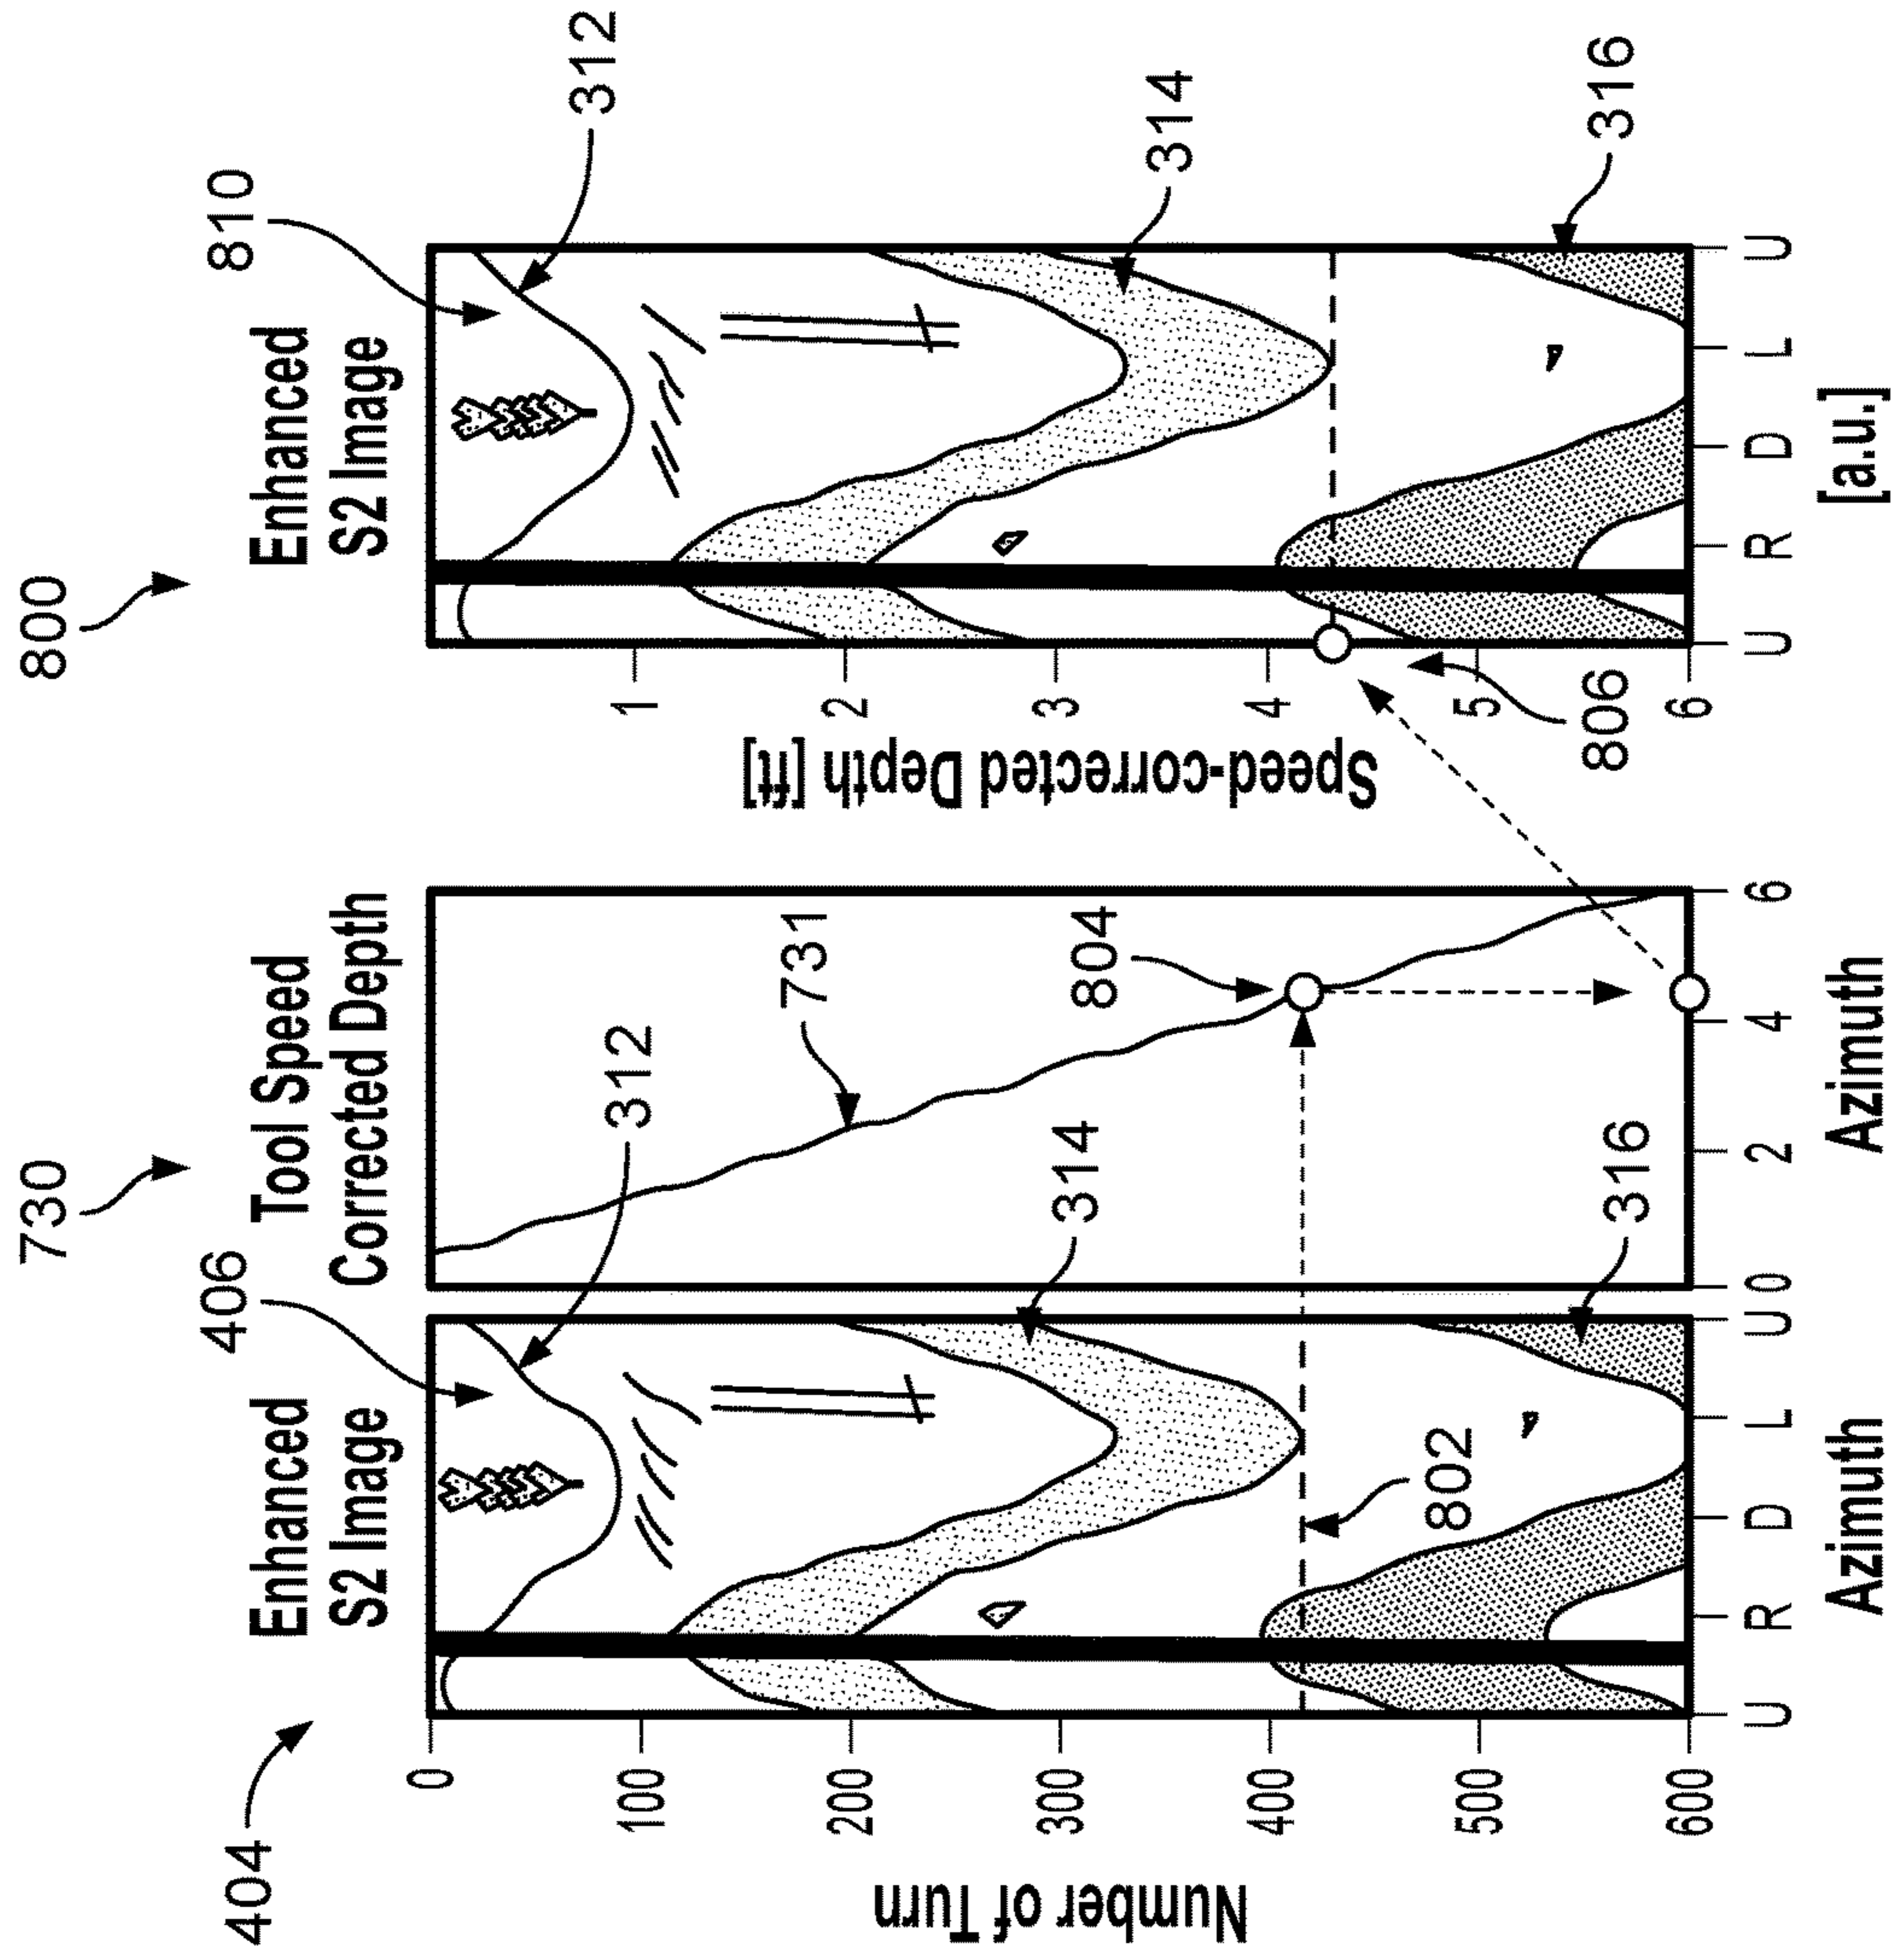 404
730
800
Enhanced
S2 Image
406
312
314
316
802
Number of Turn
0
100
200
300
400
500
600
U R D L U
Azimuth
Tool Speed
Corrected Depth
731
804
0 2 4 6
Azimuth
Enhanced
S2 Image
810
312
314
316
806
Speed-corrected Depth [ft]
1
2
3
4
5
6
U R D L U
[a.u.]